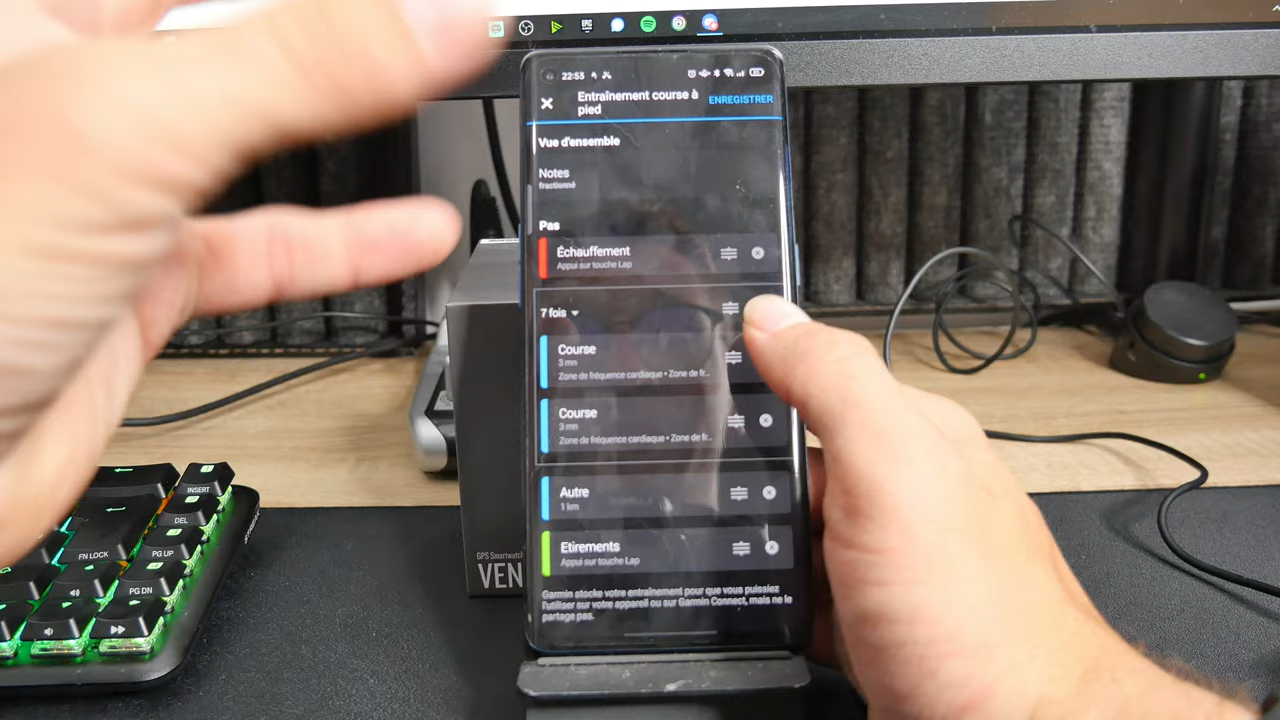 EPIC
22:53
Entraînement course à
pied
ENREGISTRER
Vue d'ensemble
Notes
fractionné
Pas
Échauffement
Appui sur touche Lap
7 fois
Course
3 mn
Zone de fréquence cardiaque • Zone de fr..
Course
3 mn
Zone de fréquence cardiaque • Zone de fr..
Autre
1 km
Etirements
Appui sur touche Lap
Garmin stocke votre entraînement pour que vous puissiez
l'utiliser sur votre appareil ou sur Garmin Connect, mais ne le
partage pas.
GPS Smartwatch
VEN
INSERT
DEL
FN LOCK
PG UP
PG DN